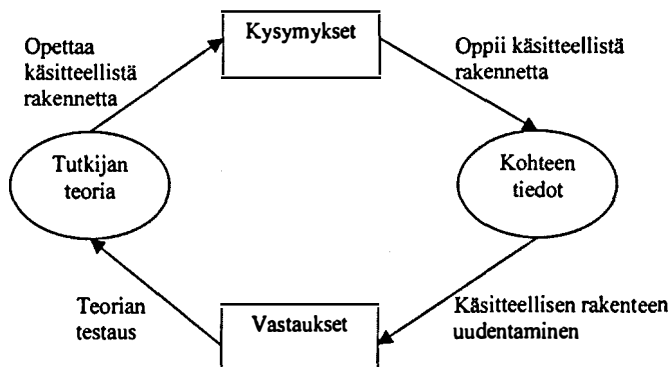 Kysymykset
Opettaa
käsitteellistä
rakennetta
Oppii käsitteellistä
rakennetta
Tutkijan
teoria
Kohteen
tiedot
Teorian
testaus
Vastaukset
Käsitteellisen rakenteen
uudentaminen